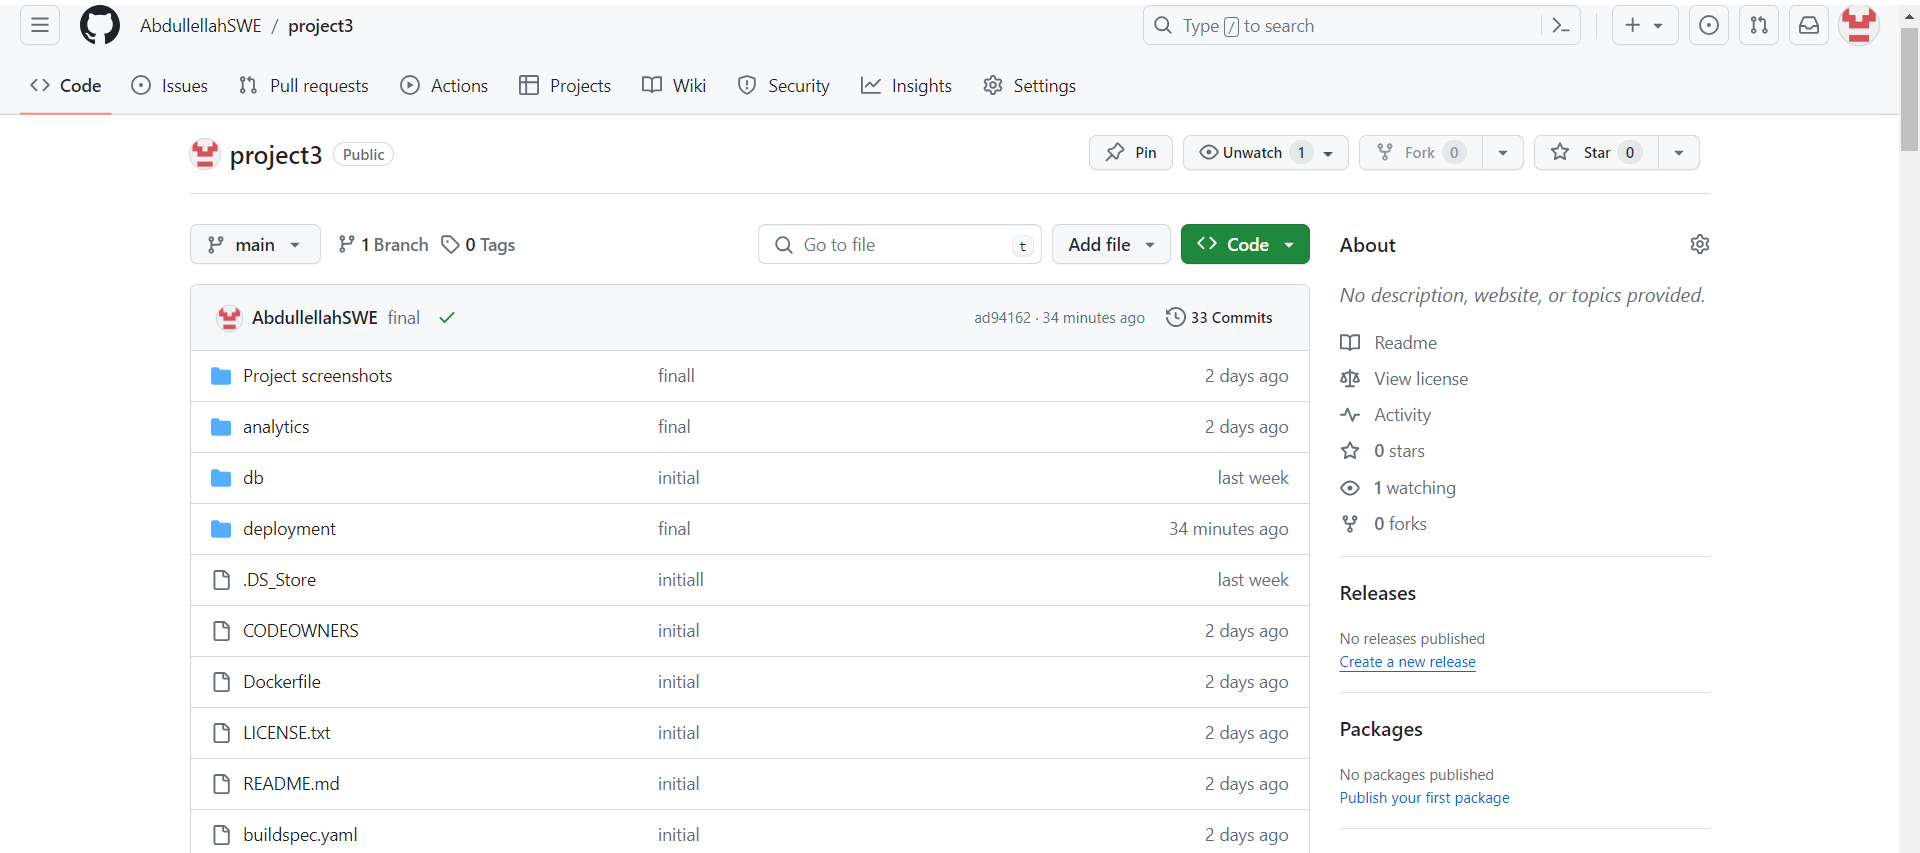 AbdullellahSWE / project3
Type / to search
Code Issues Pull requests Actions Projects Wiki Security Insights Settings
project3 Public
Pin Unwatch 1 Fork 0 Star 0
main 1 Branch 0 Tags
Go to file t Add file Code
AbdullellahSWE final ad94162 · 34 minutes ago 33 Commits
Project screenshots finall 2 days ago
analytics final 2 days ago
db initial last week
deployment final 34 minutes ago
.DS_Store initiall last week
CODEOWNERS initial 2 days ago
Dockerfile initial 2 days ago
LICENSE.txt initial 2 days ago
README.md initial 2 days ago
buildspec.yaml initial 2 days ago
About
No description, website, or topics provided.
Readme
View license
Activity
0 stars
1 watching
0 forks
Releases
No releases published
Create a new release
Packages
No packages published
Publish your first package